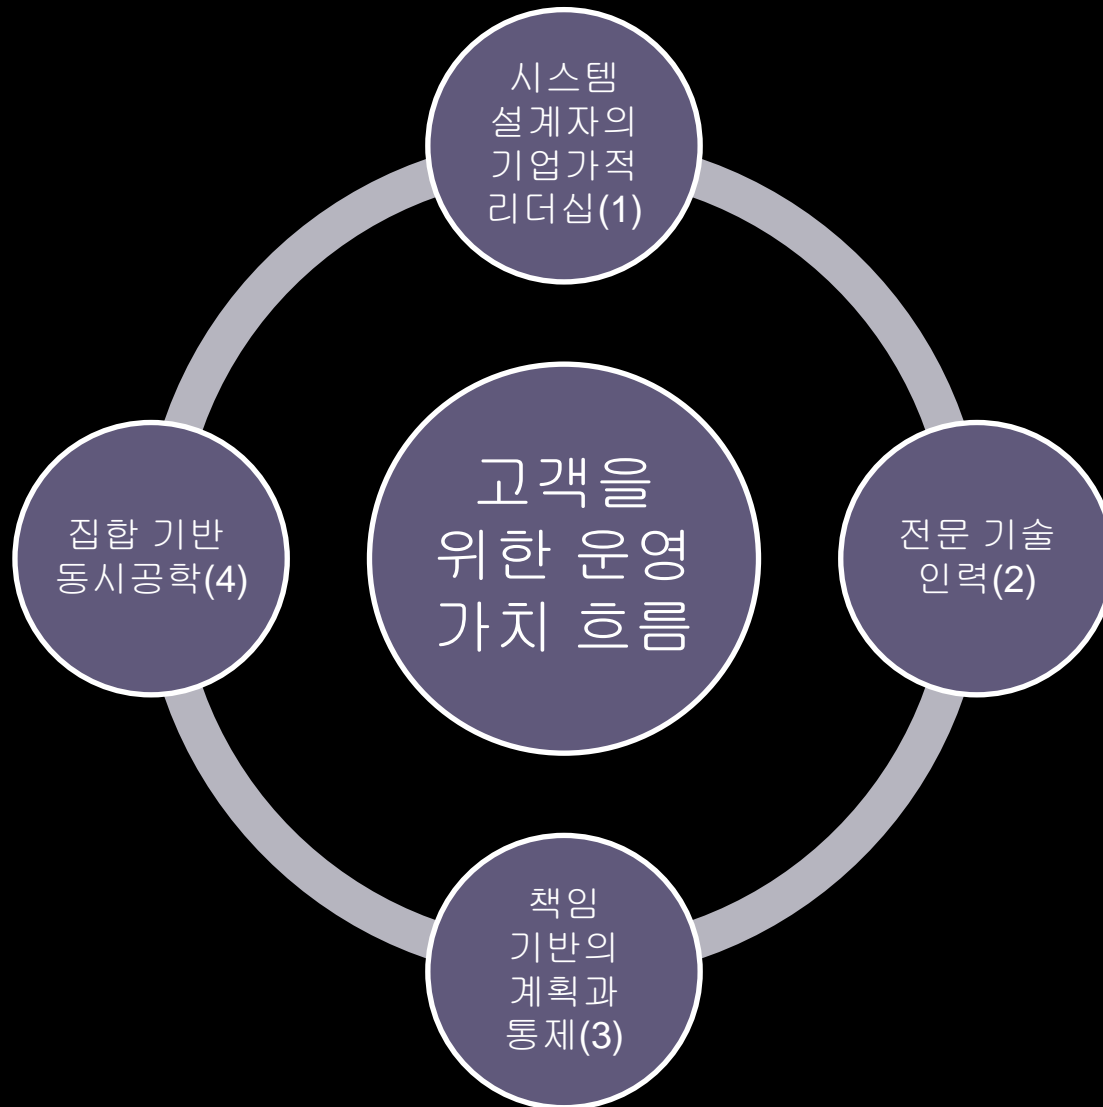 시스템
설계자의
기업가적
리더십(1)
전문 기술
인력(2)
책임
기반의
계획과
통제(3)
집합 기반
동시공학(4)
고객을
위한 운영
가치 흐름